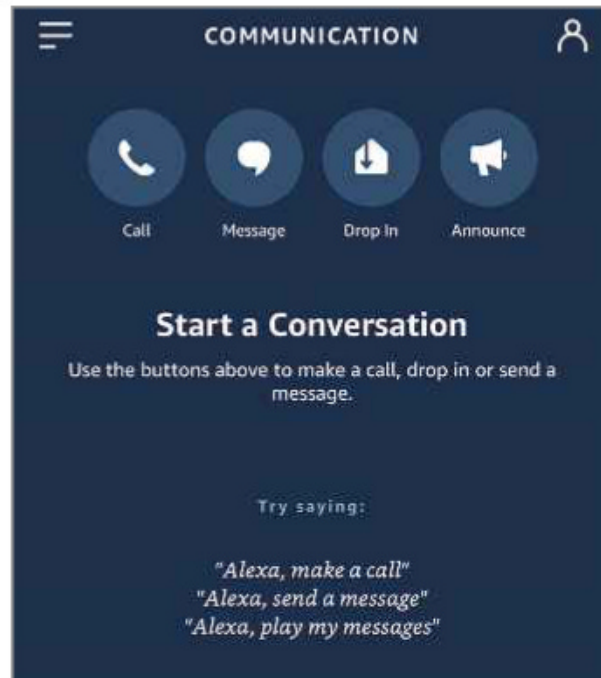 COMMUNICATION
Call Message Drop In Announce
Start a Conversation
Use the buttons above to make a call, drop in or send a
message.
Try saying:
"Alexa, make a call"
"Alexa, send a message"
"Alexa, play my messages"